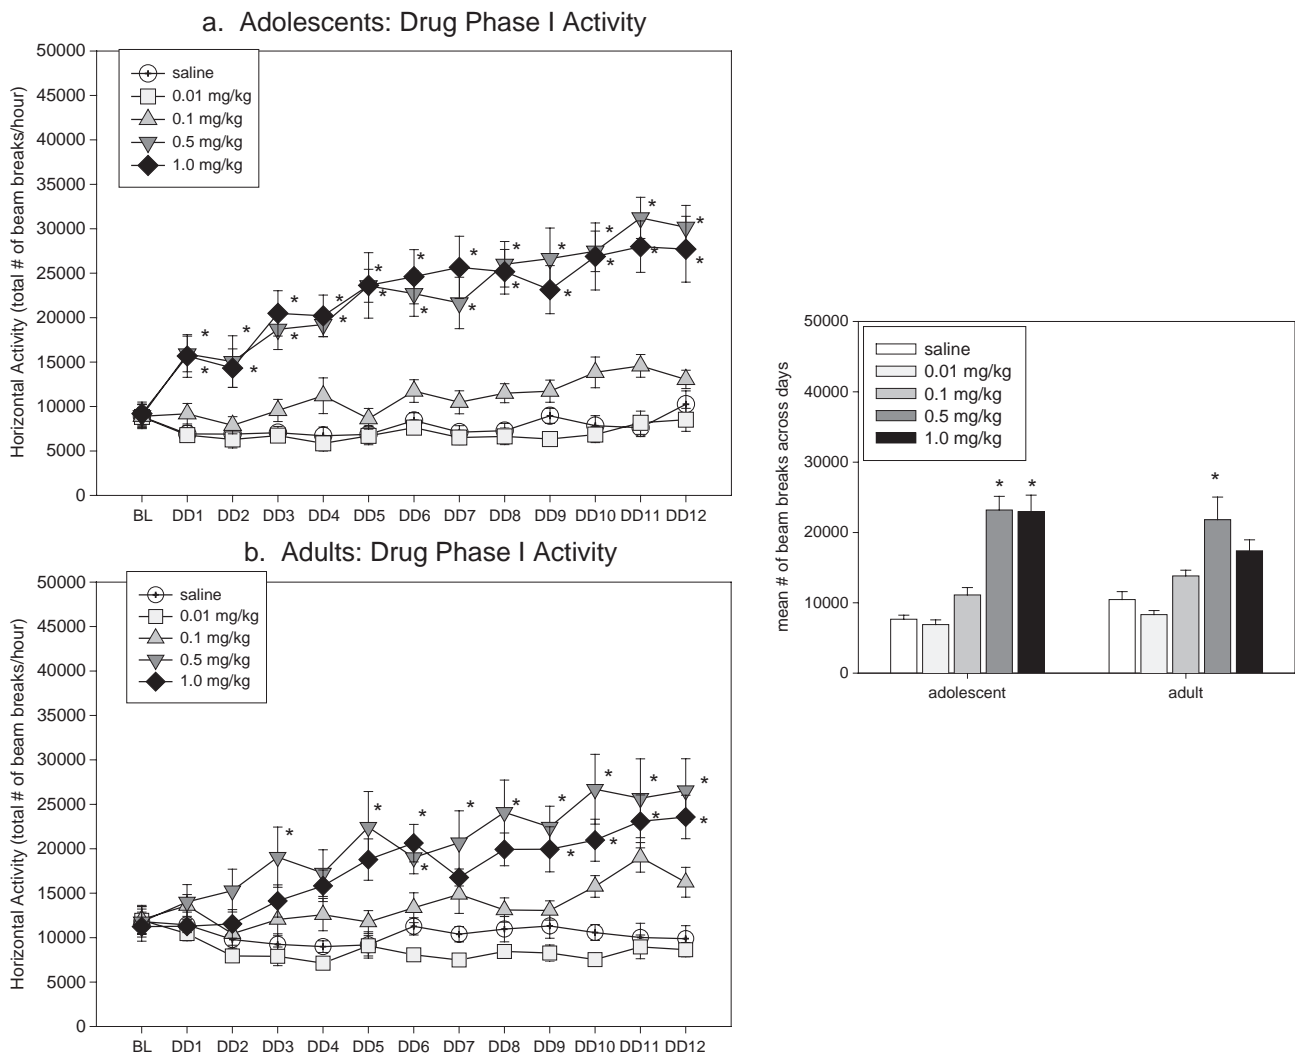 a. Adolescents: Drug Phase I Activity
Horizontal Activity (total # of beam breaks/hour)
50000
45000
40000
35000
30000
25000
20000
15000
10000
5000
0
saline
0.01 mg/kg
0.1 mg/kg
0.5 mg/kg
1.0 mg/kg
* * * * * * * * * * * * * * * * * * * * * * * *
BL DD1 DD2 DD3 DD4 DD5 DD6 DD7 DD8 DD9 DD10 DD11 DD12
b. Adults: Drug Phase I Activity
Horizontal Activity (total # of beam breaks/hour)
50000
45000
40000
35000
30000
25000
20000
15000
10000
5000
0
saline
0.01 mg/kg
0.1 mg/kg
0.5 mg/kg
1.0 mg/kg
* * * * * * * * * * * * * *
BL DD1 DD2 DD3 DD4 DD5 DD6 DD7 DD8 DD9 DD10 DD11 DD12
mean # of beam breaks across days
50000
40000
30000
20000
10000
0
saline
0.01 mg/kg
0.1 mg/kg
0.5 mg/kg
1.0 mg/kg
* * *
adolescent adult